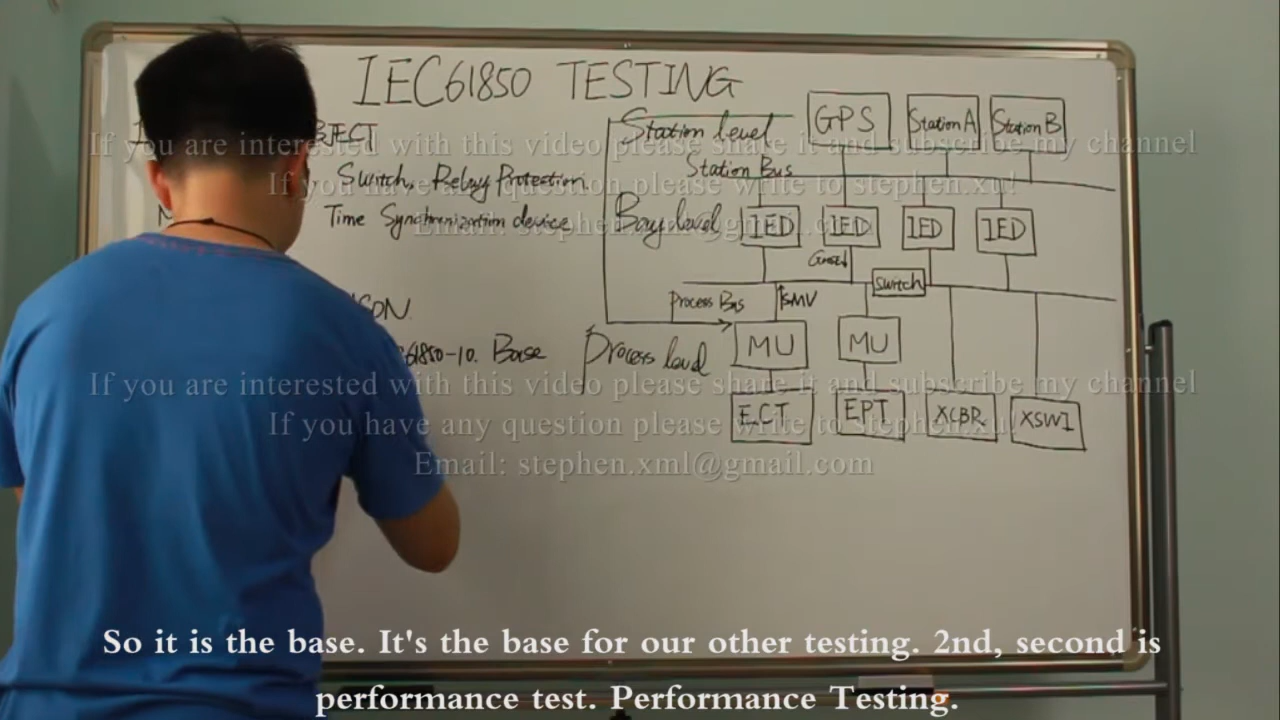 IEC61850 TESTING
JECT
Switch, Relay Protection.
Time Synchronization device
SON
61850-10. Base
Station level
GPS
Station A
Station B
Station Bus
Bay level
IED
IED
IED
IED
Switch
Process Bus
SMV
Process level
MU
MU
ECT
EPT
XCBR
XSWI
If you are interested with this video please share it and subscribe my channel
If you have any question please write to stephen.xu!
Email: stephen.xml@gmail.com
If you are interested with this video please share it and subscribe my channel
If you have any question please write to stephen.xu!
Email: stephen.xml@gmail.com
So it is the base. It's the base for our other testing. 2nd, second is
performance test. Performance Testing.